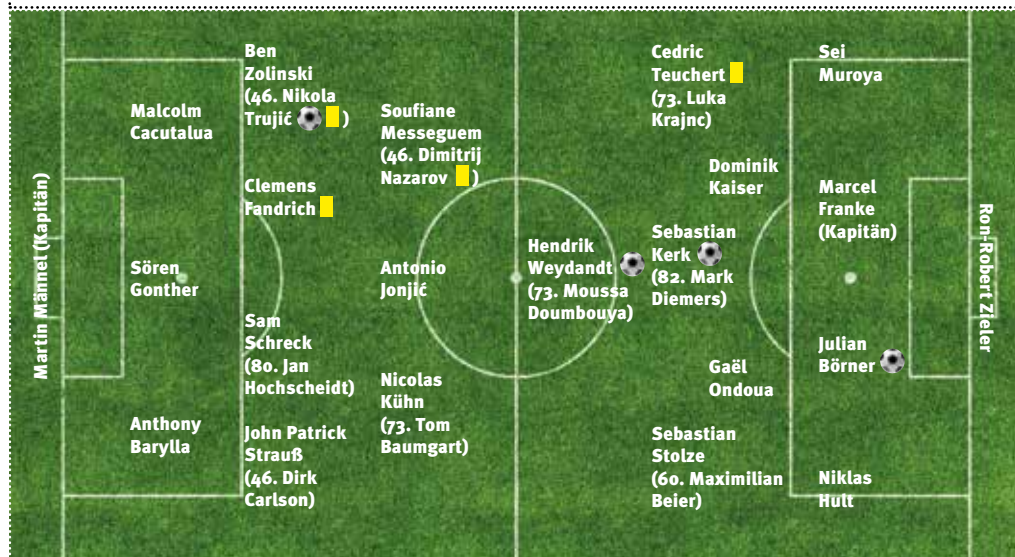 Martin Männel (Kapitän)
Malcolm
Cacutalua
Sören
Gonther
Anthony
Barylla
Ben
Zolinski
(46. Nikola
Trujić )
Clemens
Fandrich
Sam
Schreck
(80. Jan
Hochscheidt)
John Patrick
Strauß
(46. Dirk
Carlson)
Soufiane
Messeguem
(46. Dimitrij
Nazarov )
Antonio
Jonjić
Nicolas
Kühn
(73. Tom
Baumgart)
Hendrik
Weydandt
(73. Moussa
Doumbouya)
Cedric
Teuchert
(73. Luka
Krajnc)
Sebastian
Kerk
(82. Mark
Diemers)
Sebastian
Stolze
(60. Maximilian
Beier)
Dominik
Kaiser
Gaël
Ondoua
Sei
Muroya
Marcel
Franke
(Kapitän)
Julian
Börner
Niklas
Hult
Ron-Robert Zieler